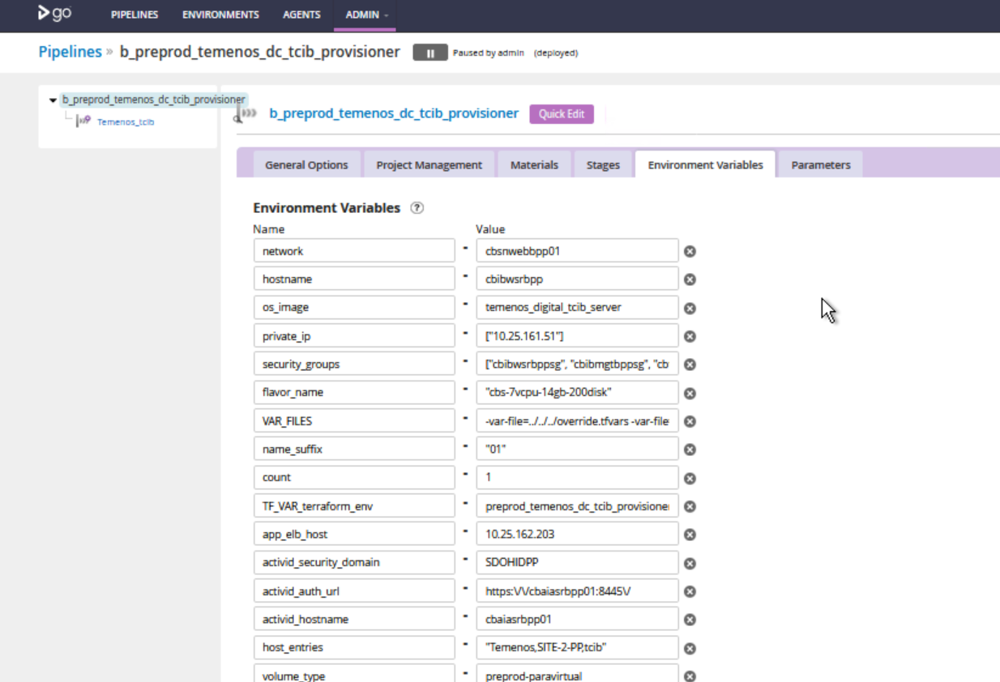 go PIPELINES ENVIRONMENTS AGENTS ADMIN
Pipelines » b_preprod_temenos_dc_tcib_provisioner Paused by admin (deployed)
b_preprod_temenos_dc_tcib_provisioner
Temenos_tcib
b_preprod_temenos_dc_tcib_provisioner Quick Edit
General Options Project Management Materials Stages Environment Variables Parameters
Environment Variables ?
Name Value
network - cbsnwebbpp01
hostname - cbibwsrbpp
os_image - temenos_digital_tcib_server
private_ip - ["10.25.161.51"]
security_groups - ["cbibwsrbppsg", "cbibmgtbppsg", "cb
flavor_name - "cbs-7vcpu-14gb-200disk"
VAR_FILES - -var-file=../../../override.tfvars -var-file
name_suffix - "01"
count - 1
TF_VAR_terraform_env - preprod_temenos_dc_tcib_provisioner
app_elb_host - 10.25.162.203
activid_security_domain - SDOHIDPP
activid_auth_url - https:\/\/cbaiasrbpp01:8445\/
activid_hostname - cbaiasrbpp01
host_entries - "Temenos,SITE-2-PP,tcib"
volume_type - preprod-paravirtual